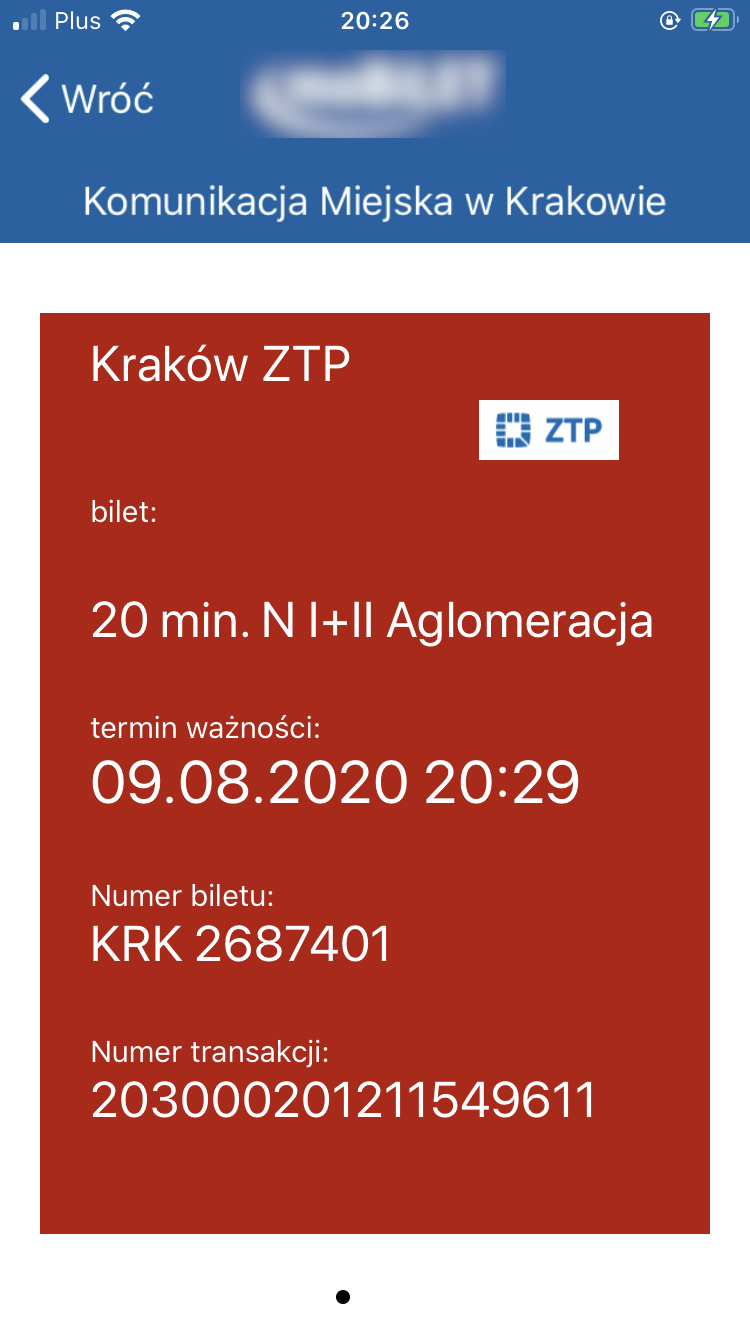 Plus 20:26
Wróć
Komunikacja Miejska w Krakowie
Kraków ZTP
ZTP
bilet:
20 min. N I+II Aglomeracja
termin ważności:
09.08.2020 20:29
Numer biletu:
KRK 2687401
Numer transakcji:
203000201211549611